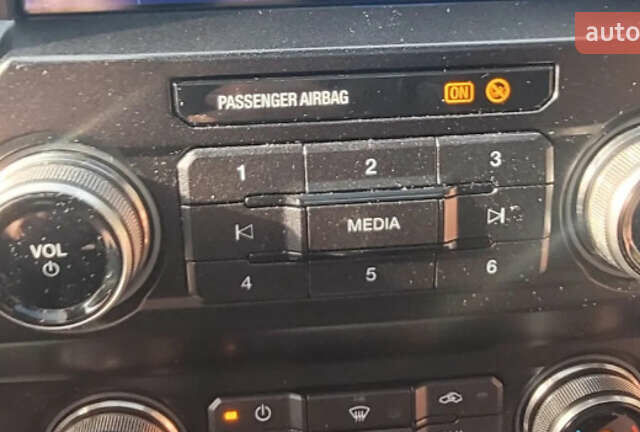 auto
PASSENGER AIRBAG ON
1 2 3
VOL MEDIA
4 5 6